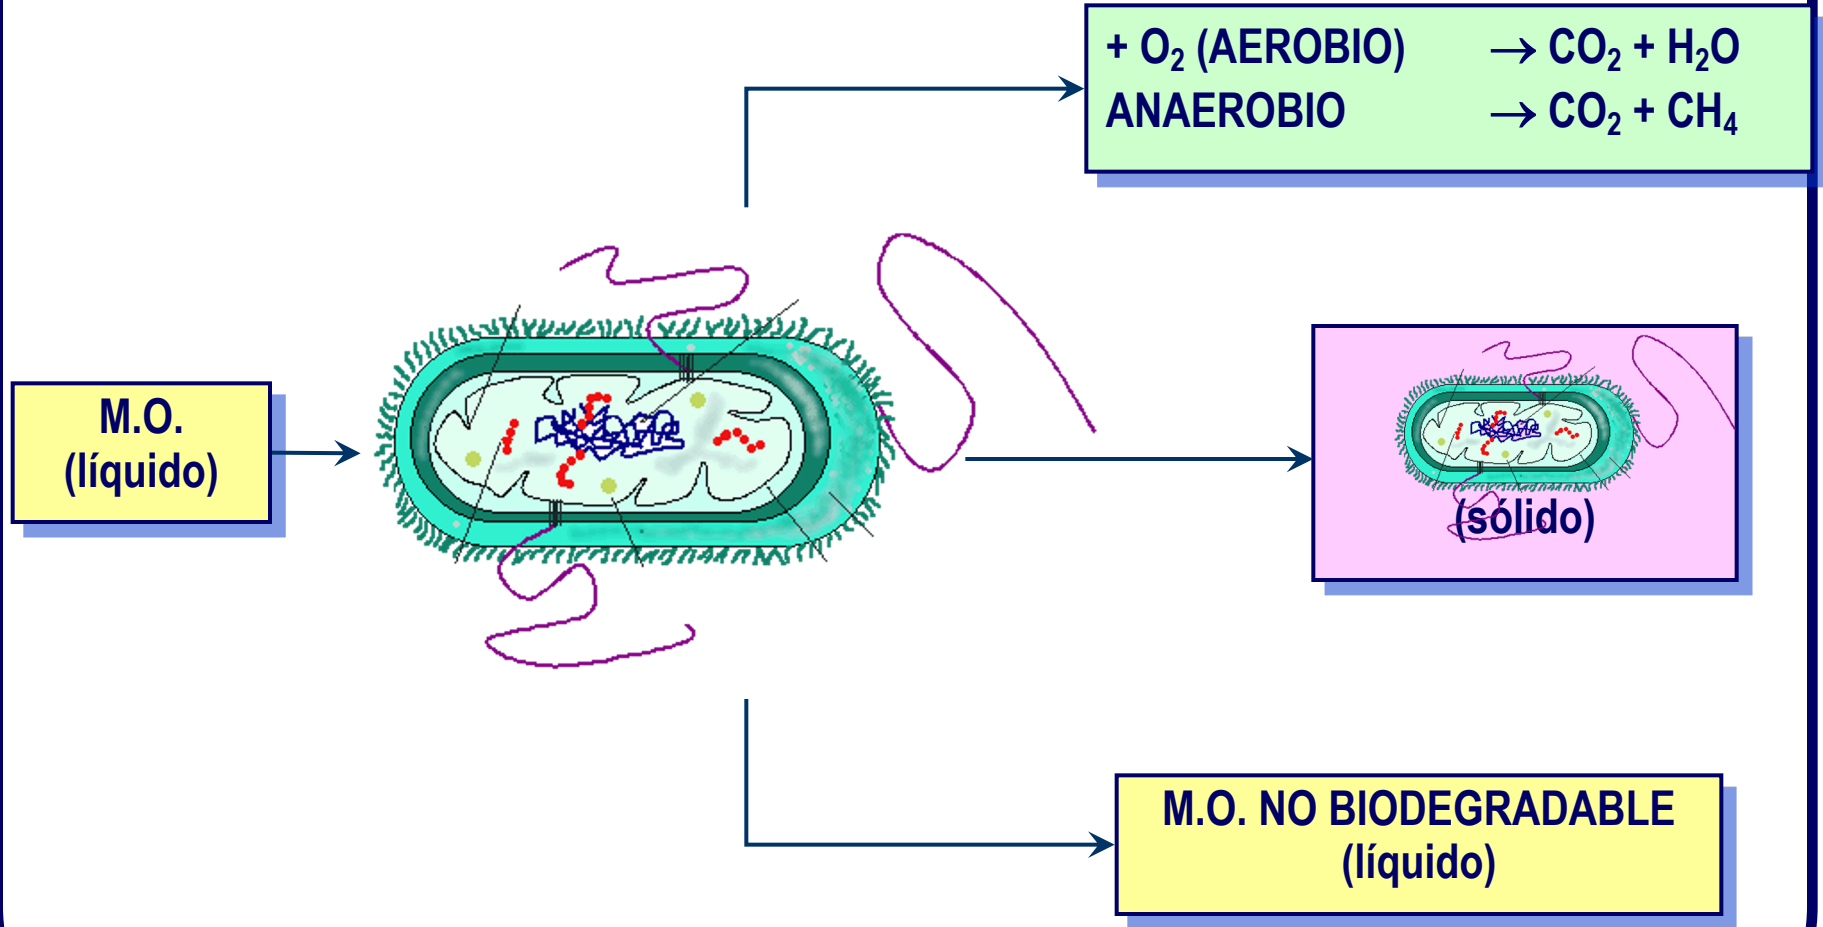 + O₂ (AEROBIO) → CO₂ + H₂O
ANAEROBIO → CO₂ + CH₄
M.O.
(líquido)
(sólido)
M.O. NO BIODEGRADABLE
(líquido)